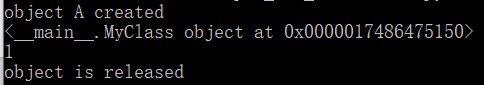 object A created
<__main__.MyClass object at 0x0000017486475150>
1
object is released